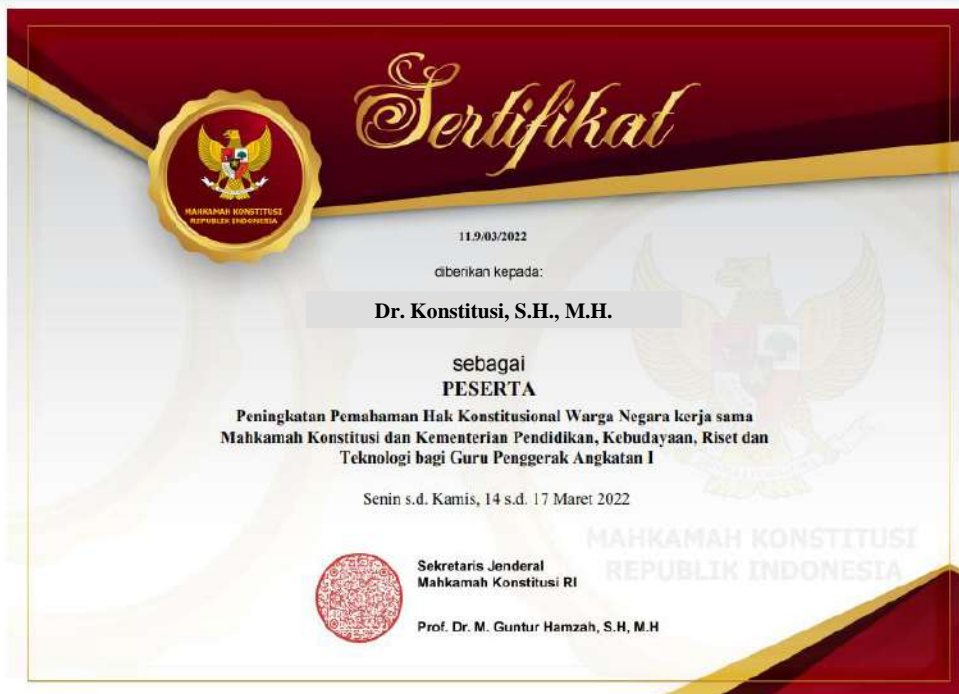 Sertifikat
MAHKAMAH KONSTITUSI
REPUBLIK INDONESIA
11.9/03/2022
diberikan kepada:
Dr. Konstitusi, S.H., M.H.
sebagai
PESERTA
Peningkatan Pemahaman Hak Konstitusional Warga Negara kerja sama
Mahkamah Konstitusi dan Kementerian Pendidikan, Kebudayaan, Riset dan
Teknologi bagi Guru Penggerak Angkatan I
Senin s.d. Kamis, 14 s.d. 17 Maret 2022
MAHKAMAH KONSTITUSI
REPUBLIK INDONESIA
Sekretaris Jenderal
Mahkamah Konstitusi RI
Prof. Dr. M. Guntur Hamzah, S.H, M.H